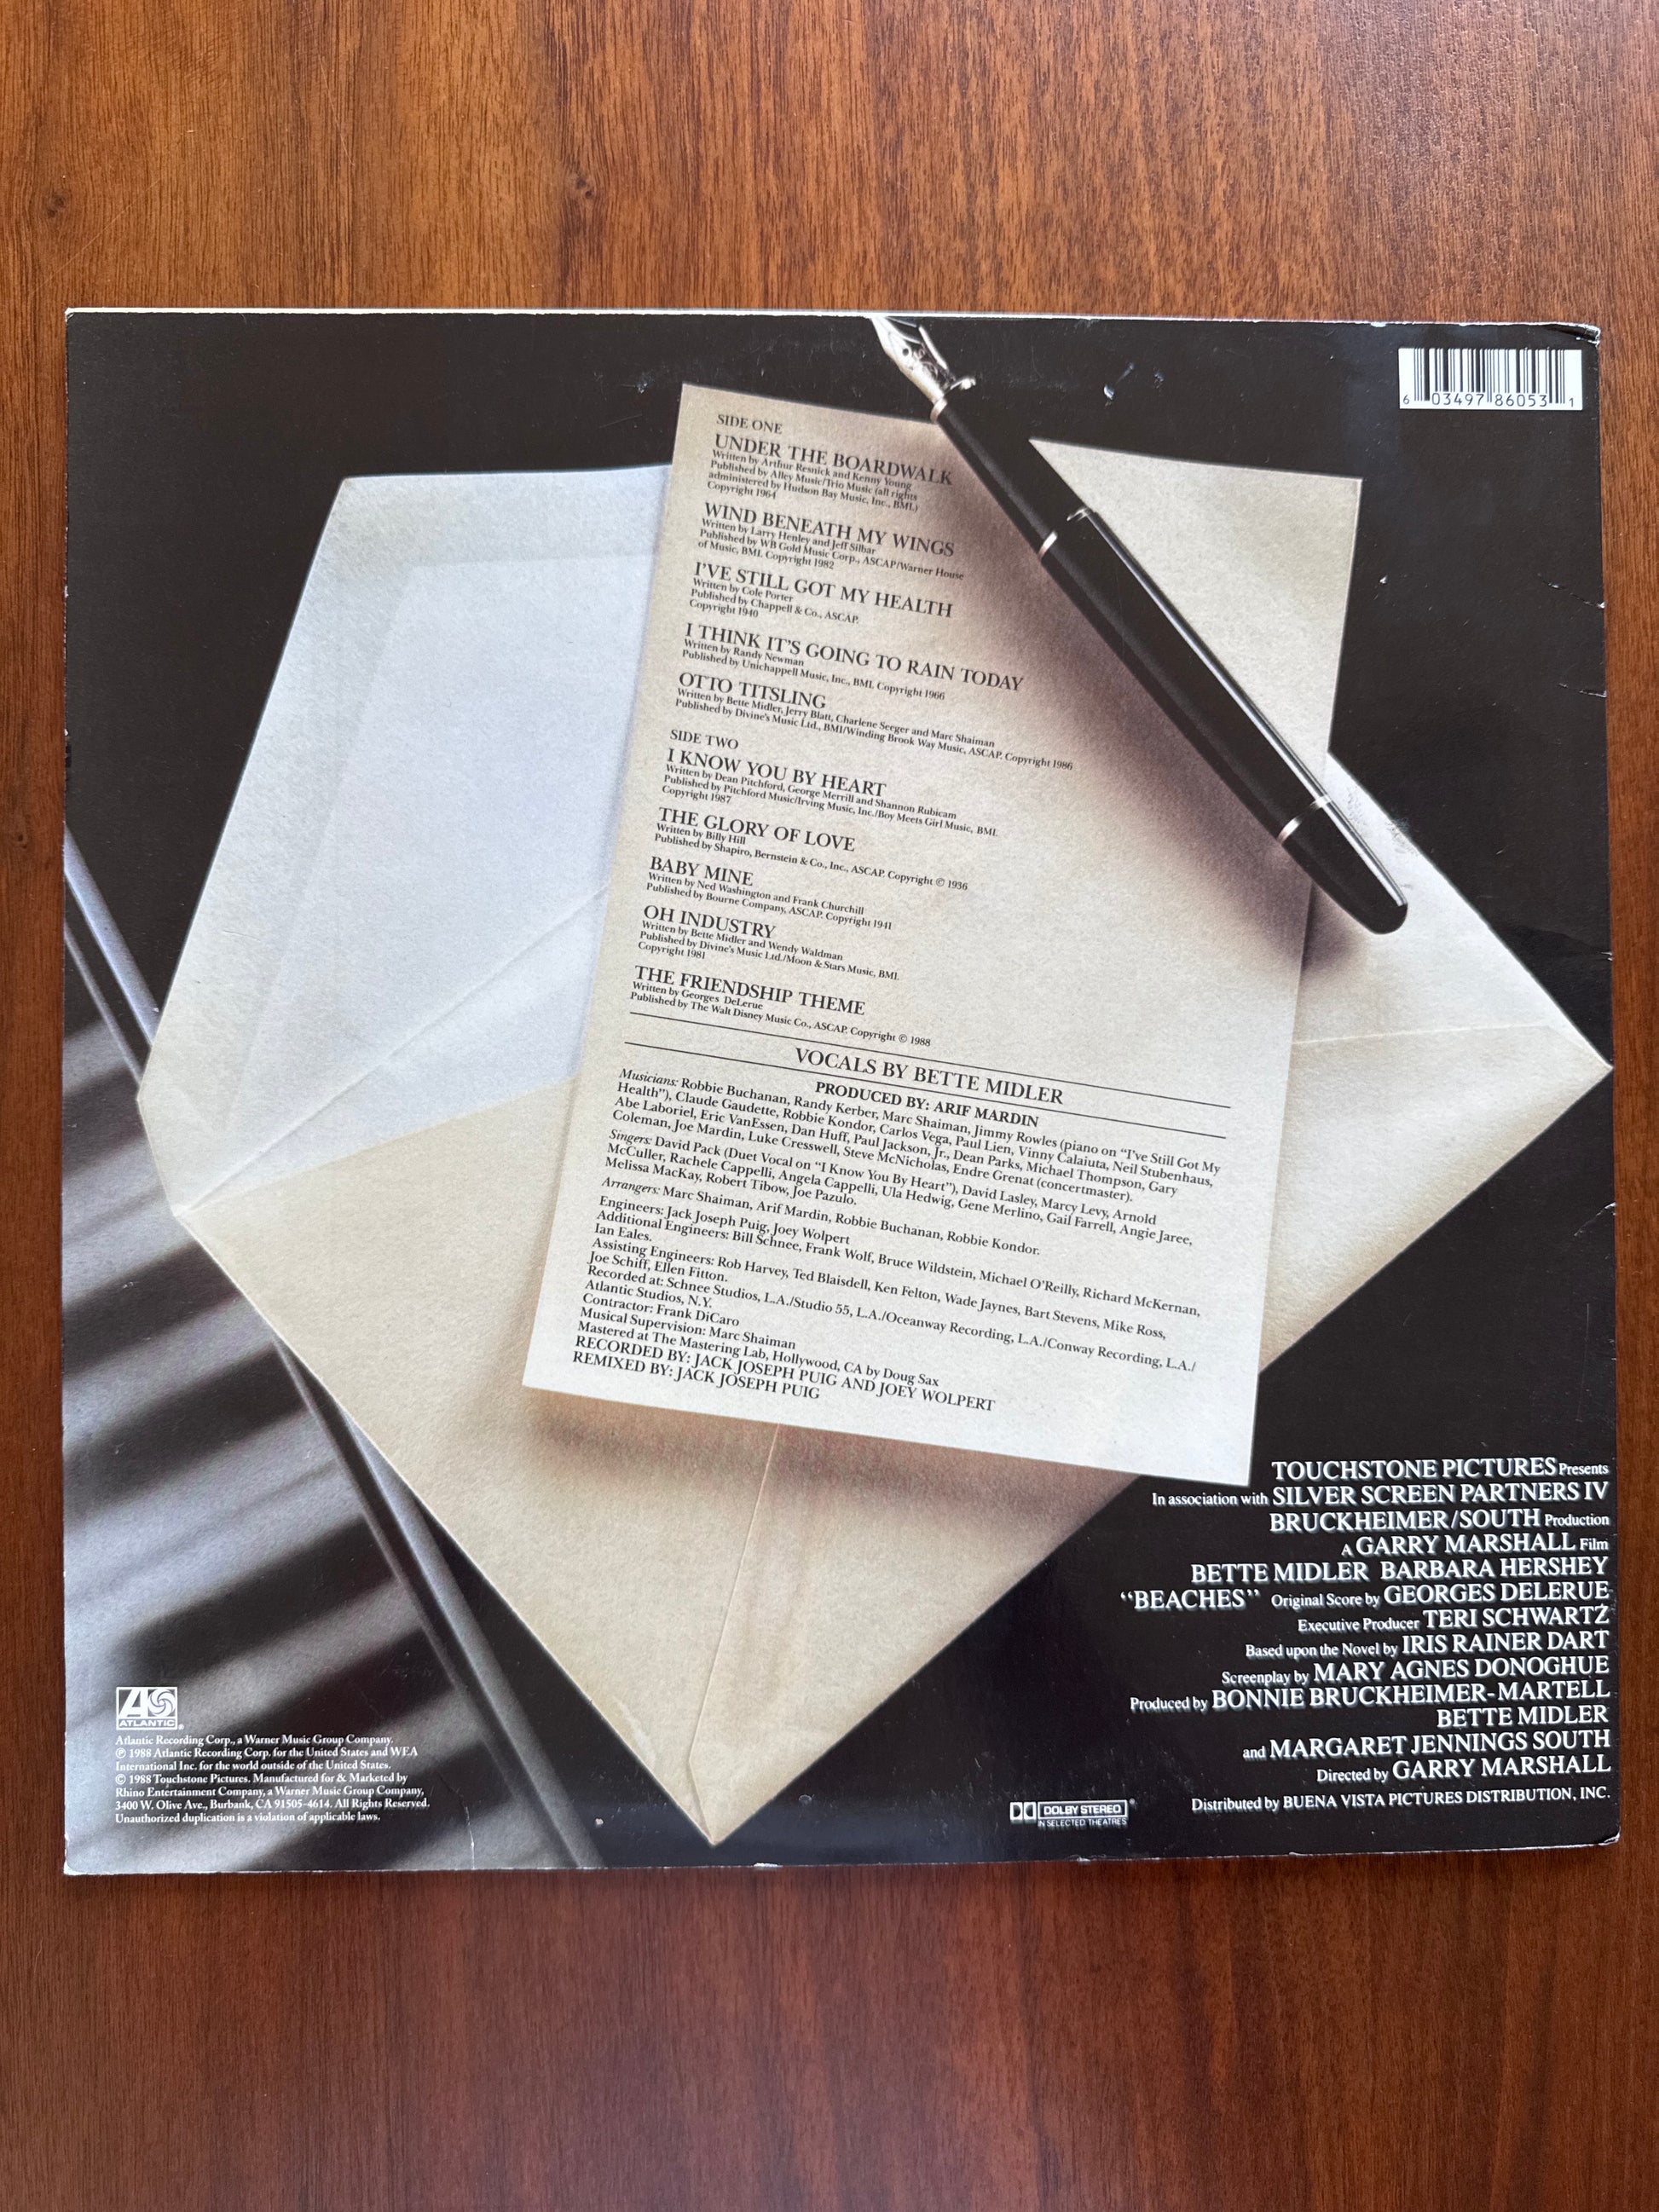 6 03497 86053 1
SIDE ONE
UNDER THE BOARDWALK
Written by Arthur Resnick and Kenny Young
Published by Alley Music/Trio Music (all rights
administered by Hudson Bay Music, Inc., BMI.)
Copyright 1964
WIND BENEATH MY WINGS
Written by Larry Henley and Jeff Silbar
Published by WB Gold Music Corp., ASCAP/Warner House
of Music, BMI. Copyright 1982
I'VE STILL GOT MY HEALTH
Written by Cole Porter
Published by Chappell & Co., ASCAP.
Copyright 1940
I THINK IT'S GOING TO RAIN TODAY
Written by Randy Newman
Published by Unichappell Music, Inc., BMI. Copyright 1966
OTTO TITSLING
Written by Bette Midler, Jerry Blatt, Charlene Seeger and Marc Shaiman
Published by Divine's Music Ltd., BMI/Winding Brook Way Music, ASCAP. Copyright 1986
SIDE TWO
I KNOW YOU BY HEART
Written by Dean Pitchford, George Merrill and Shannon Rubicam
Published by Pitchford Music/Irving Music, Inc./Boy Meets Girl Music, BMI.
Copyright 1987
THE GLORY OF LOVE
Written by Billy Hill
Published by Shapiro, Bernstein & Co., Inc., ASCAP. Copyright © 1936
BABY MINE
Written by Ned Washington and Frank Churchill
Published by Bourne Company, ASCAP. Copyright 1941
OH INDUSTRY
Written by Bette Midler and Wendy Waldman
Published by Divine's Music Ltd./Moon & Stars Music, BMI.
Copyright 1981
THE FRIENDSHIP THEME
Written by Georges DeLerue
Published by The Walt Disney Music Co., ASCAP. Copyright © 1988
VOCALS BY BETTE MIDLER
PRODUCED BY: ARIF MARDIN
Musicians: Robbie Buchanan, Randy Kerber, Marc Shaiman, Jimmy Rowles (piano on "I've Still Got My
Health"), Claude Gaudette, Robbie Kondor, Carlos Vega, Paul Lien, Vinny Calaiuta, Neil Stubenhaus,
Abe Laboriel, Eric VanEssen, Dan Huff, Paul Jackson, Jr., Dean Parks, Michael Thompson, Gary
Coleman, Joe Mardin, Luke Cresswell, Steve McNicholas, Endre Grenat (concertmaster).
Singers: David Pack (Duet Vocal on "I Know You By Heart"), David Lasley, Marcy Levy, Arnold
McCuller, Rachele Cappelli, Angela Cappelli, Ula Hedwig, Gene Merlino, Gail Farrell, Angie Jaree,
Melissa MacKay, Robert Tibow, Joe Pazulo.
Arrangers: Marc Shaiman, Arif Mardin, Robbie Buchanan, Robbie Kondor.
Engineers: Jack Joseph Puig, Joey Wolpert
Additional Engineers: Bill Schnee, Frank Wolf, Bruce Wildstein, Michael O'Reilly, Richard McKernan,
Ian Eales.
Assisting Engineers: Rob Harvey, Ted Blaisdell, Ken Felton, Wade Jaynes, Bart Stevens, Mike Ross,
Joe Schiff, Ellen Fitton.
Recorded at: Schnee Studios, L.A./Studio 55, L.A./Oceanway Recording, L.A./Conway Recording, L.A./
Atlantic Studios, N.Y.
Contractor: Frank DiCaro
Musical Supervision: Marc Shaiman
Mastered at The Mastering Lab, Hollywood, CA by Doug Sax
RECORDED BY: JACK JOSEPH PUIG AND JOEY WOLPERT
REMIXED BY: JACK JOSEPH PUIG
TOUCHSTONE PICTURES Presents
In association with SILVER SCREEN PARTNERS IV
BRUCKHEIMER/SOUTH Production
A GARRY MARSHALL Film
BETTE MIDLER BARBARA HERSHEY
"BEACHES" Original Score by GEORGES DELERUE
Executive Producer TERI SCHWARTZ
Based upon the Novel by IRIS RAINER DART
Screenplay by MARY AGNES DONOGHUE
Produced by BONNIE BRUCKHEIMER-MARTELL
BETTE MIDLER
and MARGARET JENNINGS SOUTH
Directed by GARRY MARSHALL
Distributed by BUENA VISTA PICTURES DISTRIBUTION, INC.
DOLBY STEREO®
IN SELECTED THEATRES
ATLANTIC®
Atlantic Recording Corp., a Warner Music Group Company.
℗ 1988 Atlantic Recording Corp. for the United States and WEA
International Inc. for the world outside of the United States.
© 1988 Touchstone Pictures. Manufactured for & Marketed by
Rhino Entertainment Company, a Warner Music Group Company,
3400 W. Olive Ave., Burbank, CA 91505-4614. All Rights Reserved.
Unauthorized duplication is a violation of applicable laws.